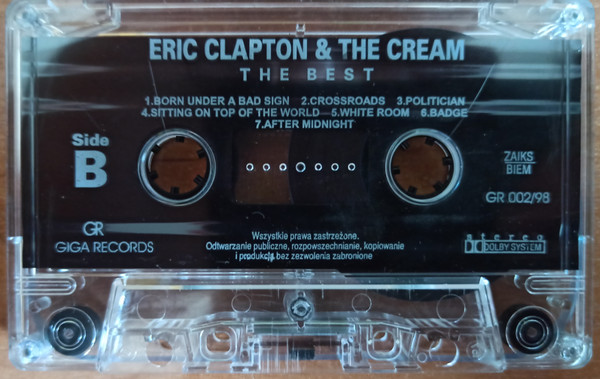 ERIC CLAPTON & THE CREAM
THE BEST
1.BORN UNDER A BAD SIGN 2.CROSSROADS 3.POLITICIAN
4.SITTING ON TOP OF THE WORLD 5.WHITE ROOM 6.BADGE
7.AFTER MIDNIGHT
Side
B
ZAIKS
BIEM
GR 002/98
GR
GIGA RECORDS
Wszystkie prawa zastrzeżone.
Odtwarzanie publiczne, rozpowszechnianie, kopiowanie
i produkcja bez zezwolenia zabronione
stereo
DOLBY SYSTEM